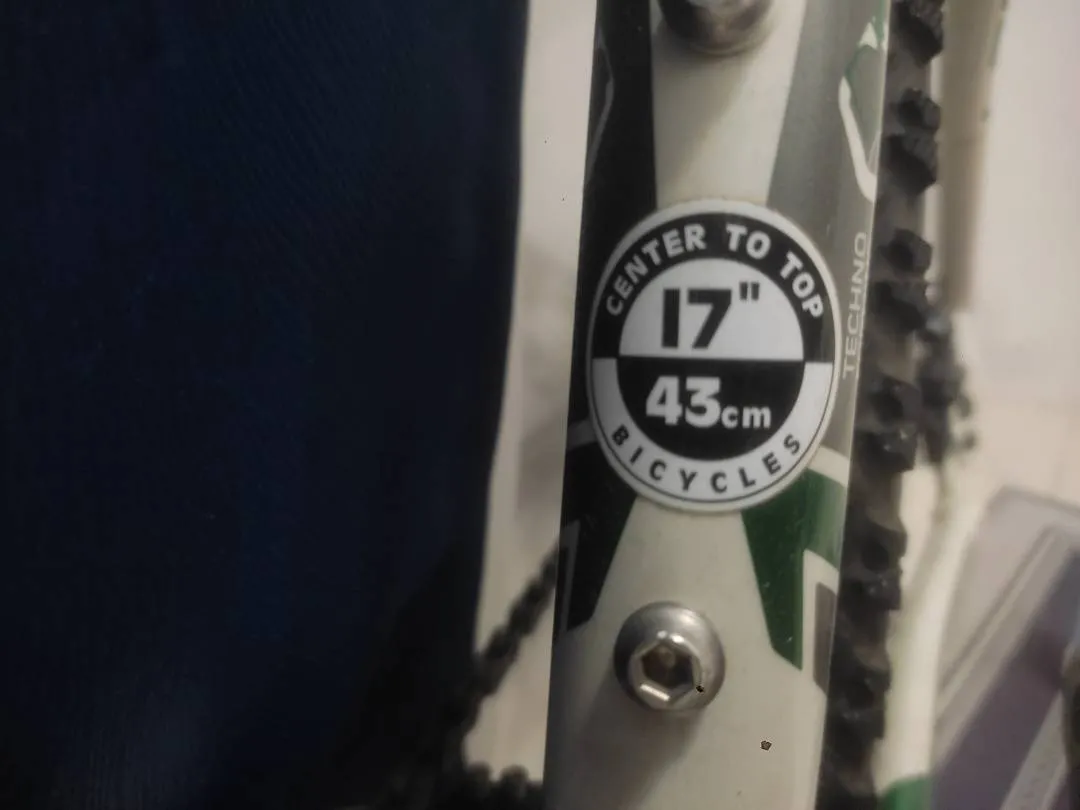 CENTER TO TOP
17"
43cm
BICYCLES
TECHNO